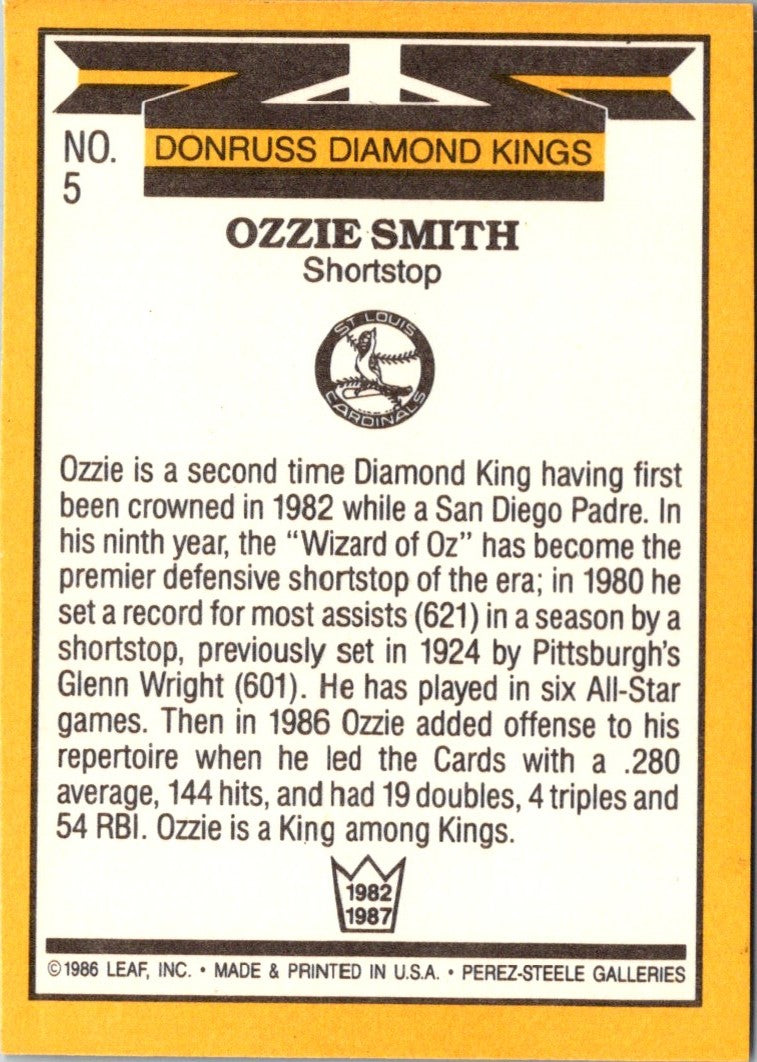 NO.
5
DONRUSS DIAMOND KINGS
OZZIE SMITH
Shortstop
ST LOUIS
CARDINALS
Ozzie is a second time Diamond King having first
been crowned in 1982 while a San Diego Padre. In
his ninth year, the “Wizard of Oz” has become the
premier defensive shortstop of the era; in 1980 he
set a record for most assists (621) in a season by a
shortstop, previously set in 1924 by Pittsburgh's
Glenn Wright (601). He has played in six All-Star
games. Then in 1986 Ozzie added offense to his
repertoire when he led the Cards with a .280
average, 144 hits, and had 19 doubles, 4 triples and
54 RBI. Ozzie is a King among Kings.
1982
1987
©1986 LEAF, INC. • MADE & PRINTED IN U.S.A. • PEREZ-STEELE GALLERIES